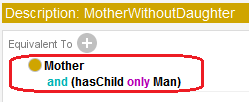 Description: MotherWithoutDaughter
Equivalent To
Mother
and (hasChild only Man)